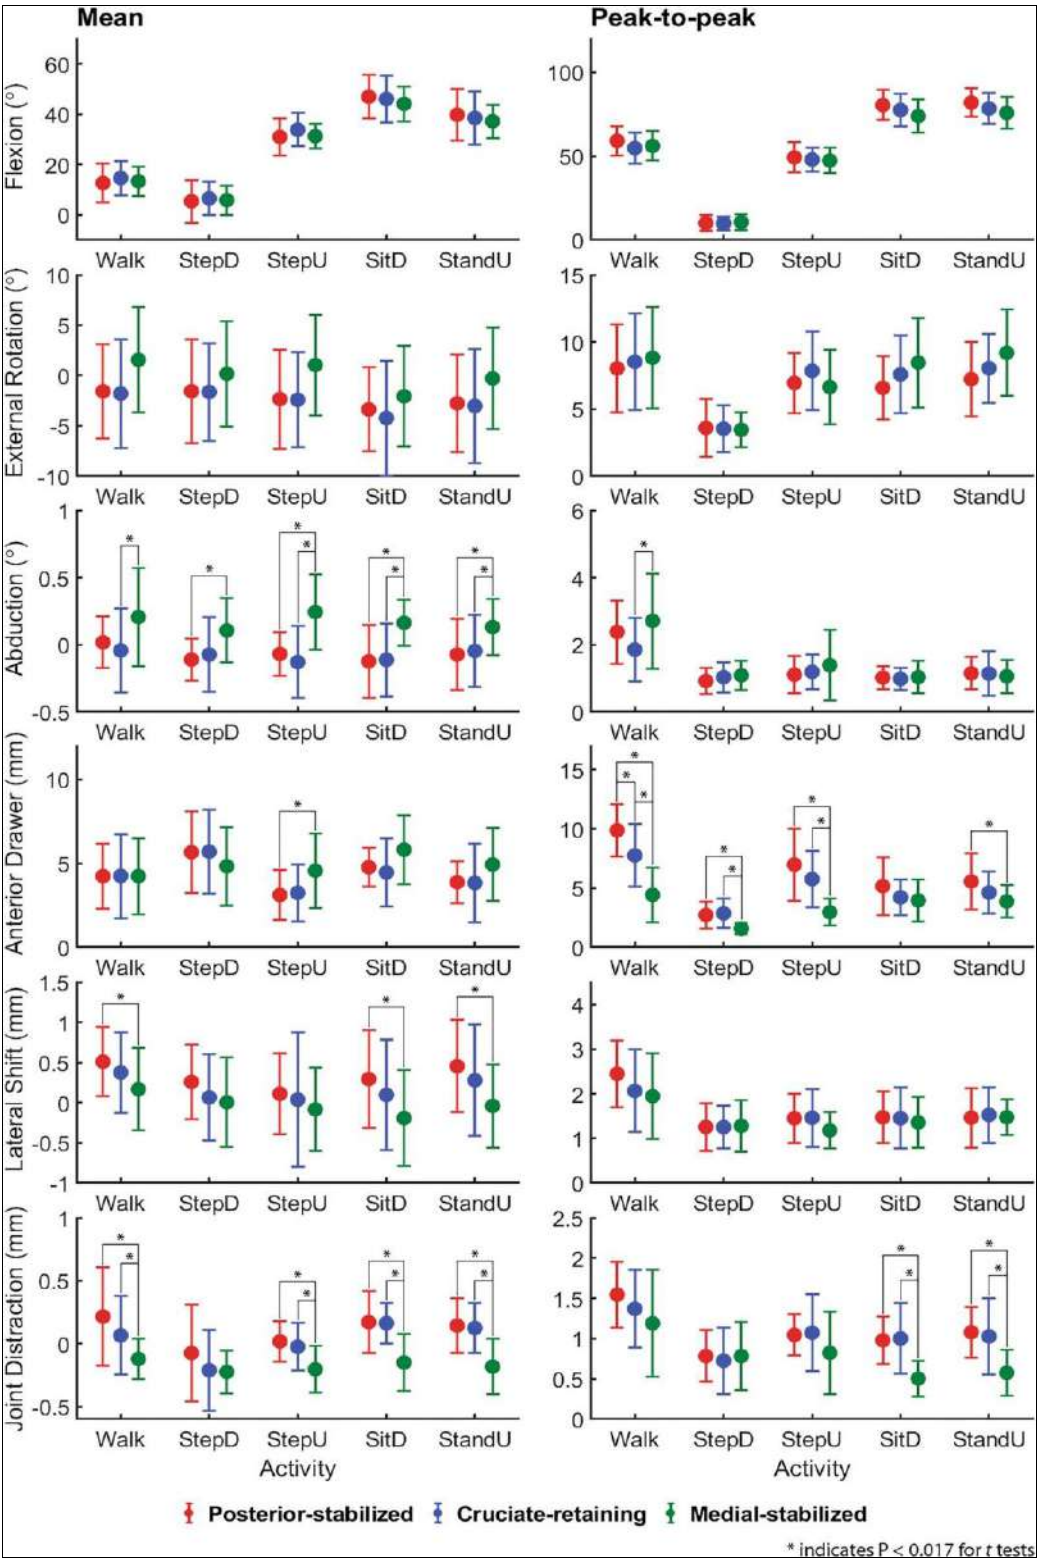 Mean
Peak-to-peak
Flexion (°)
60
40
20
0
Walk StepD StepU SitD StandU
100
50
0
Walk StepD StepU SitD StandU
External Rotation (°)
10
5
0
-5
-10
Walk StepD StepU SitD StandU
15
10
5
0
Walk StepD StepU SitD StandU
Abduction (°)
1
0.5
0
-0.5
* * * * * * * *
Walk StepD StepU SitD StandU
6
4
2
0
*
Walk StepD StepU SitD StandU
Anterior Drawer (mm)
10
5
0
*
Walk StepD StepU SitD StandU
15
10
5
0
* * * * * * * *
Walk StepD StepU SitD StandU
Lateral Shift (mm)
1.5
1
0.5
0
-0.5
-1
* * *
Walk StepD StepU SitD StandU
4
3
2
1
0
Walk StepD StepU SitD StandU
Joint Distraction (mm)
1
0.5
0
-0.5
* * * * * * * *
Walk StepD StepU SitD StandU
Activity
2.5
2
1.5
1
0.5
0
* * * *
Walk StepD StepU SitD StandU
Activity
Posterior-stabilized Cruciate-retaining Medial-stabilized
* indicates P < 0.017 for t tests